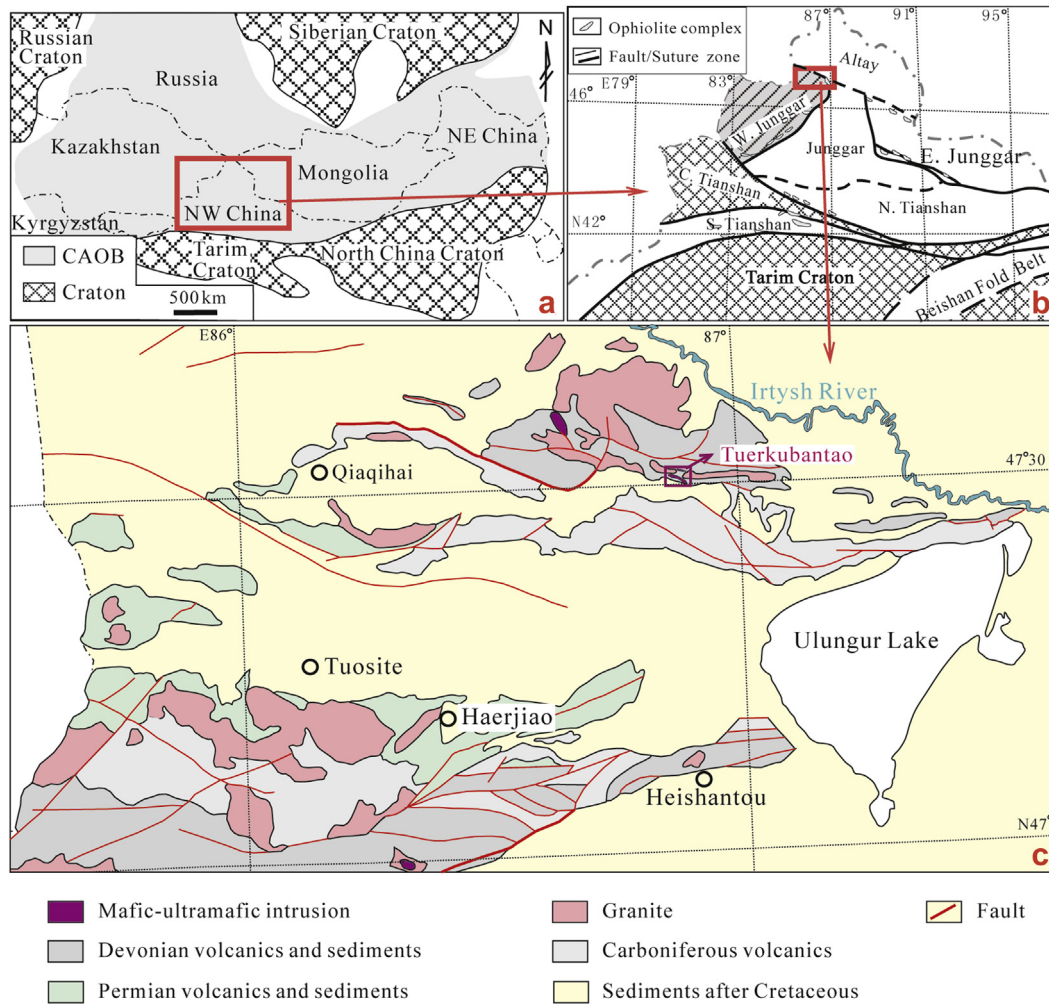 Russian
Craton
Siberian Craton
N
Russia
NE China
Kazakhstan
Mongolia
NW China
Kyrgyzstan
Tarim
Craton
North China Craton
CAOB
Craton
500 km
a
Ophiolite complex
Fault/Suture zone
87°
91°
95°
Altay
E79°
83°
46°
W. Junggar
Junggar
E. Junggar
C. Tianshan
N. Tianshan
N42°
S. Tianshan
Tarim Craton
Beishan Fold Belt
b
E86°
87°
Irtysh River
Tuerkubantao
47°30
Qiaqihai
Ulungur Lake
Tuosite
Haerjiao
Heishantou
N47°
c
Mafic-ultramafic intrusion
Granite
Fault
Devonian volcanics and sediments
Carboniferous volcanics
Permian volcanics and sediments
Sediments after Cretaceous